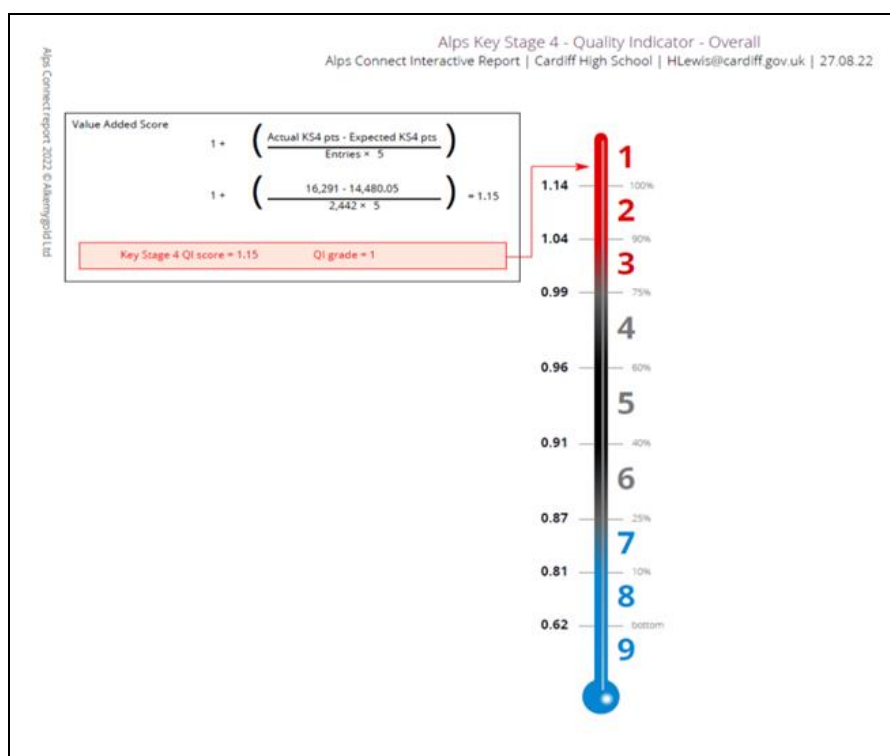 Alps Key Stage 4 - Quality Indicator - Overall
Alps Connect Interactive Report | Cardiff High School | HLewis@cardiff.gov.uk | 27.08.22
Alps Connect report 2022 © Alkemygold Ltd
Value Added Score
1 + ( Actual KS4 pts - Expected KS4 pts
Entries × 5 )
1 + ( 16,291 - 14,480.05
2,442 × 5 ) = 1.15
Key Stage 4 QI score = 1.15 QI grade = 1
1
1.14 100%
2
1.04 90%
3
0.99 75%
4
0.96 60%
5
0.91 40%
6
0.87 25%
7
0.81 10%
8
0.62 bottom
9